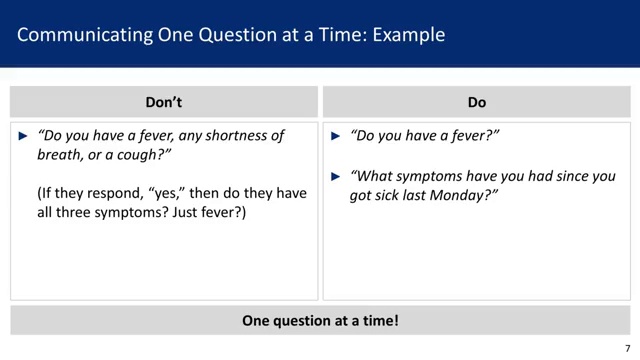 Communicating One Question at a Time: Example
Don't
Do
► “Do you have a fever, any shortness of
breath, or a cough?”
(If they respond, “yes,” then do they have
all three symptoms? Just fever?)
► “Do you have a fever?”
► “What symptoms have you had since you
got sick last Monday?”
One question at a time!
7